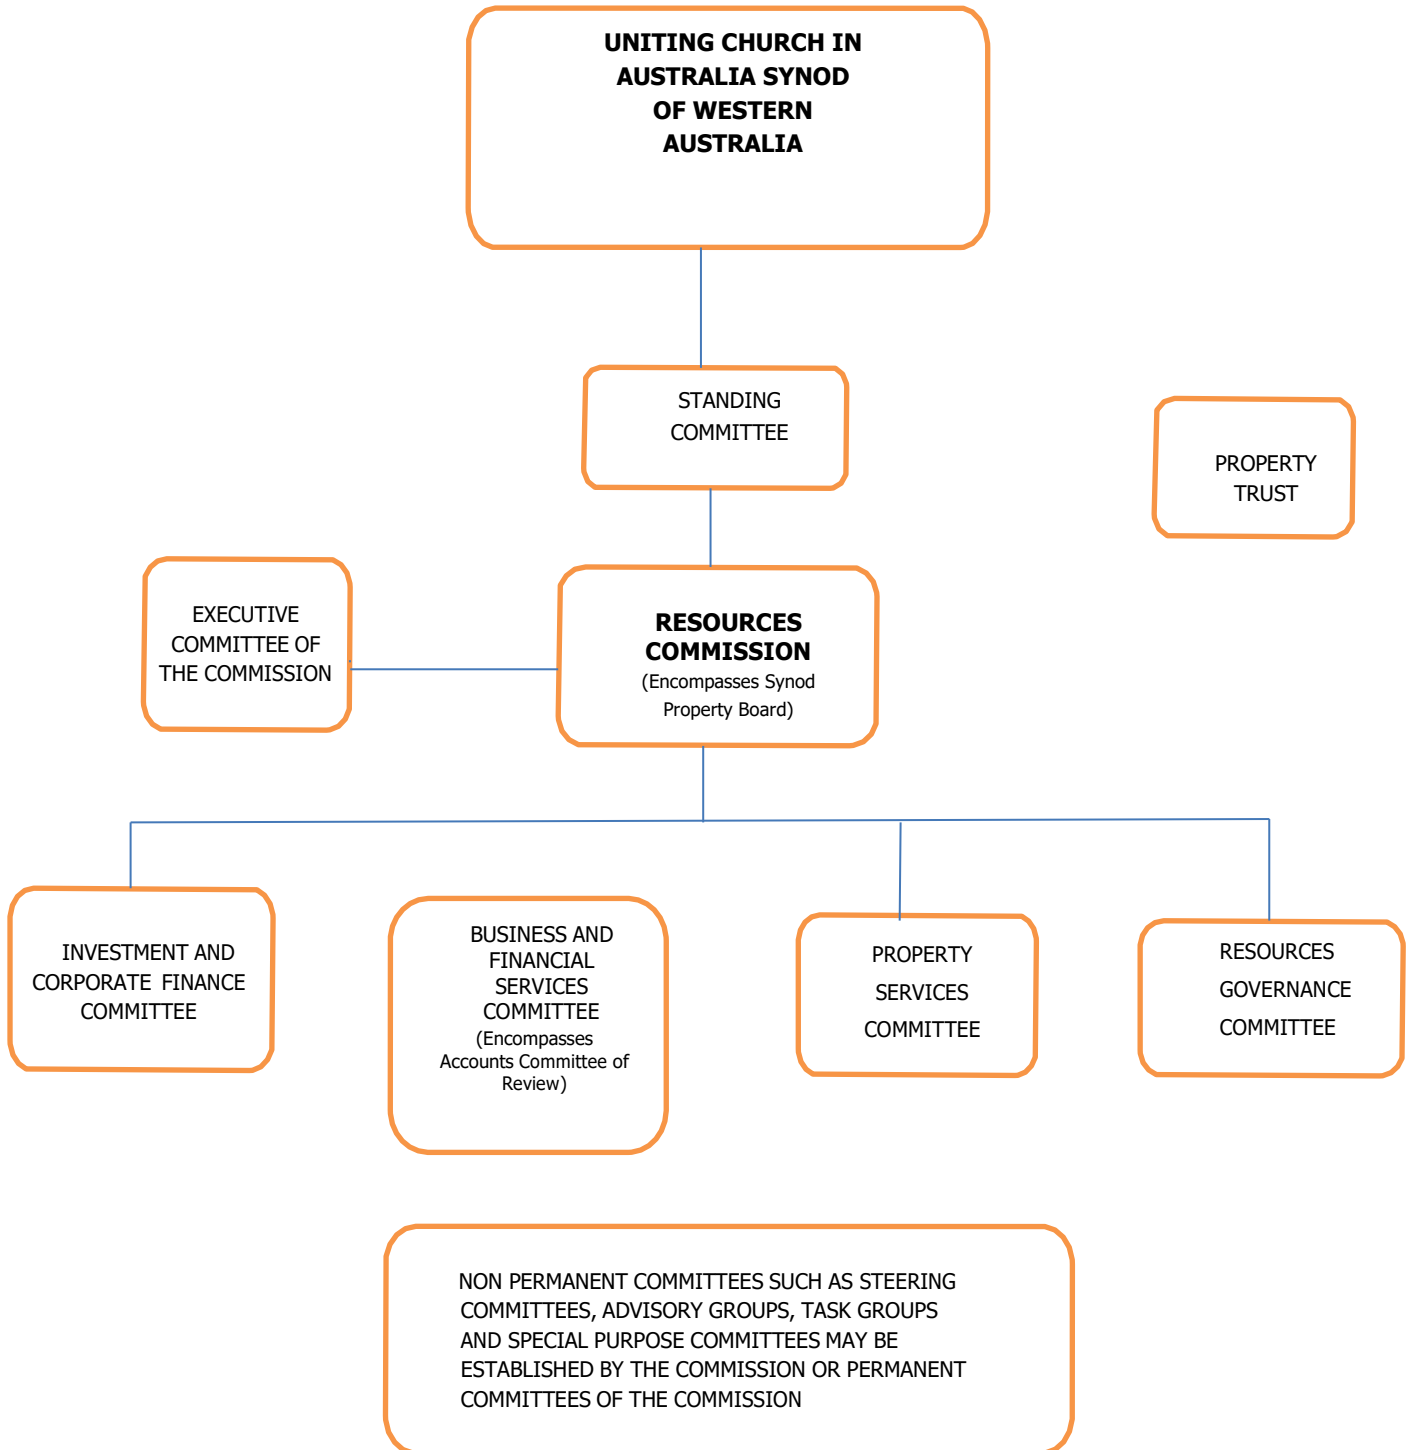 UNITING CHURCH IN
AUSTRALIA SYNOD
OF WESTERN
AUSTRALIA
STANDING
COMMITTEE
PROPERTY
TRUST
EXECUTIVE
COMMITTEE OF
THE COMMISSION
RESOURCES
COMMISSION
(Encompasses Synod
Property Board)
INVESTMENT AND
CORPORATE FINANCE
COMMITTEE
BUSINESS AND
FINANCIAL
SERVICES
COMMITTEE
(Encompasses
Accounts Committee of
Review)
PROPERTY
SERVICES
COMMITTEE
RESOURCES
GOVERNANCE
COMMITTEE
NON PERMANENT COMMITTEES SUCH AS STEERING
COMMITTEES, ADVISORY GROUPS, TASK GROUPS
AND SPECIAL PURPOSE COMMITTEES MAY BE
ESTABLISHED BY THE COMMISSION OR PERMANENT
COMMITTEES OF THE COMMISSION